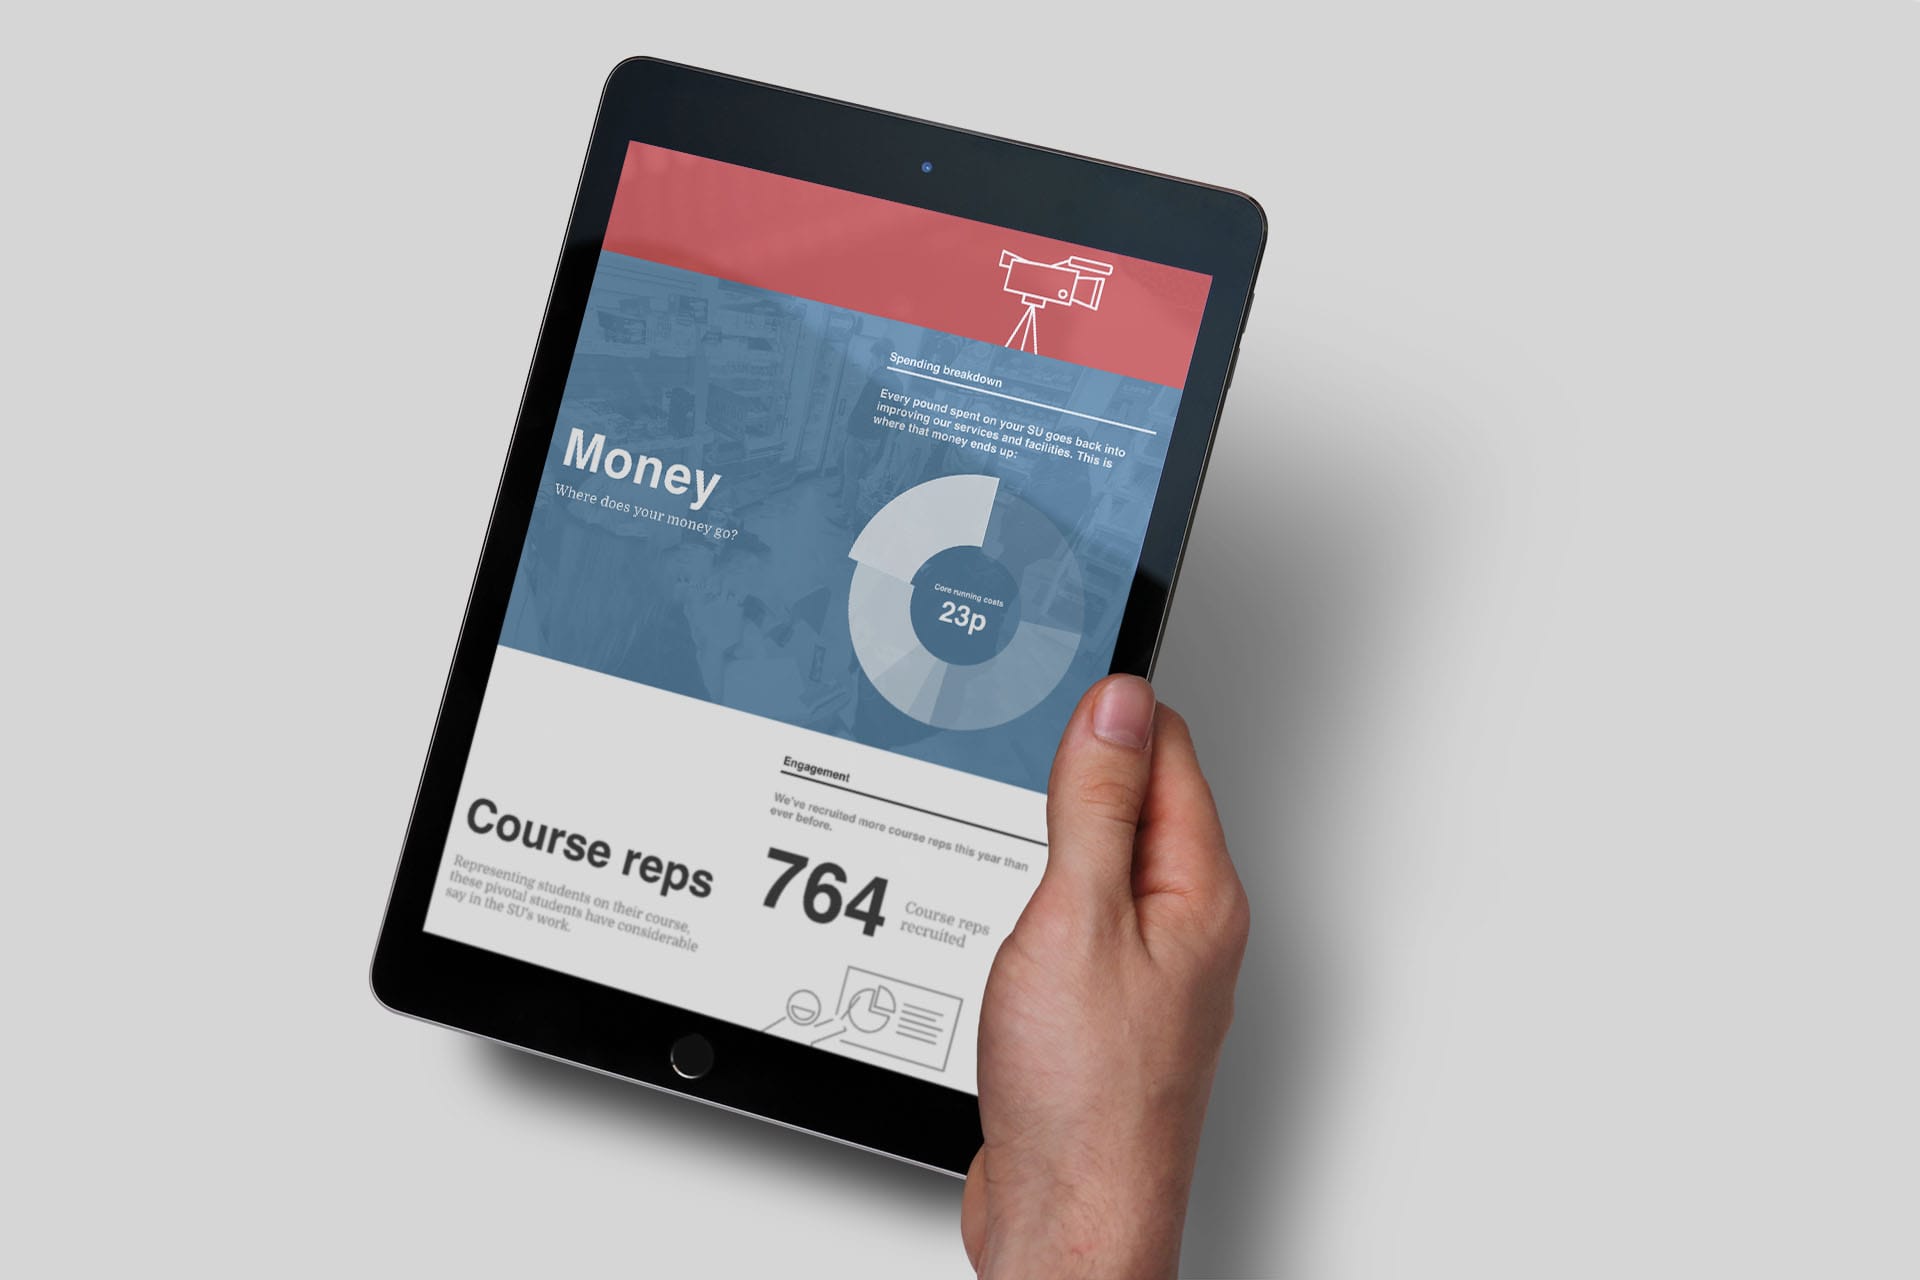 Spending breakdown
Every pound spent on your SU goes back into
improving our services and facilities. This is
where that money ends up:
Money
Where does your money go?
Core running costs
23p
Engagement
We've recruited more course reps this year than
ever before.
Course reps
Representing students on their course,
these pivotal students have considerable
say in the SU's work.
764
Course reps
recruited